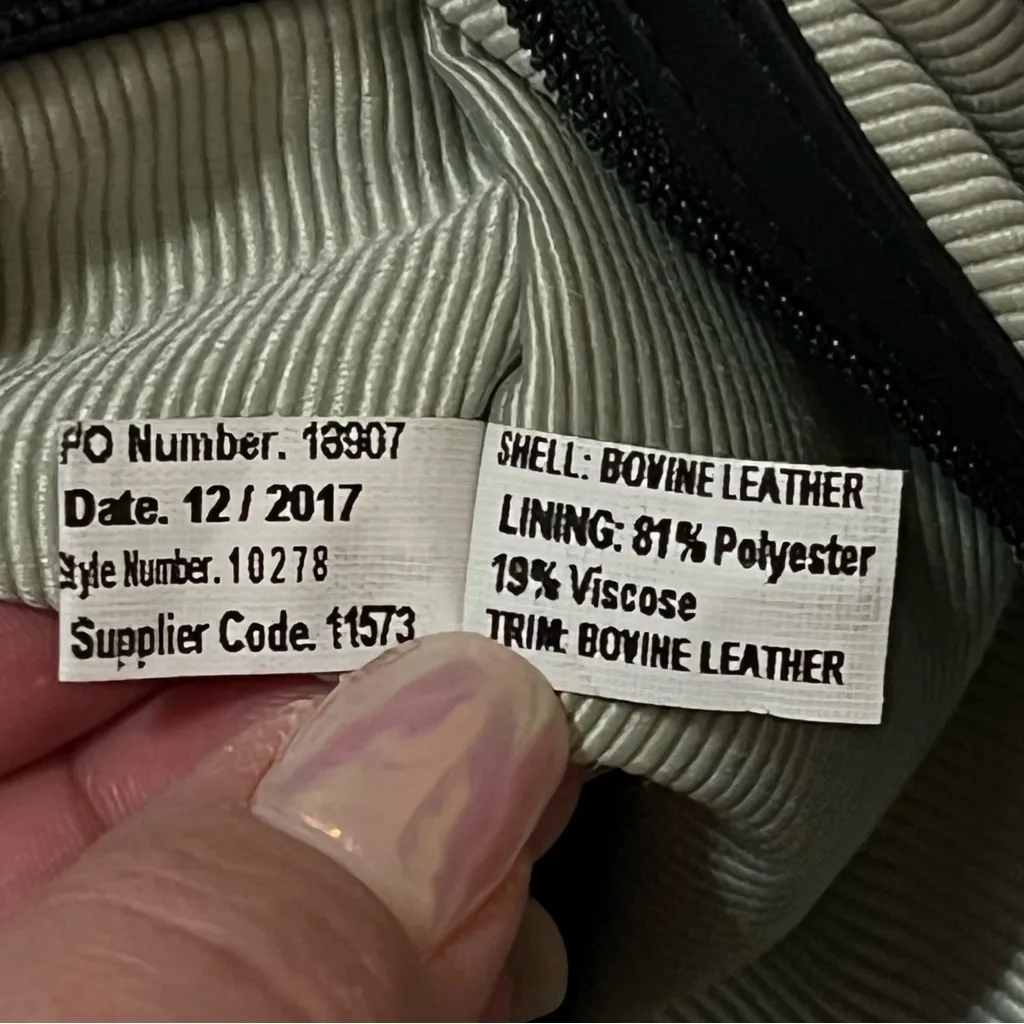 PO Number. 18907
Date. 12 / 2017
Style Number. 10278
Supplier Code. 11573
SHELL: BOVINE LEATHER
LINING: 81% Polyester
19% Viscose
TRIM: BOVINE LEATHER